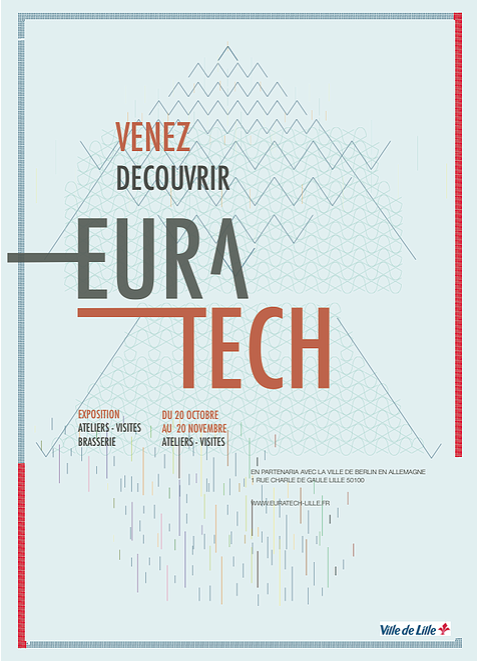 VENEZ
DECOUVRIR
EURA
TECH
EXPOSITION
ATELIERS - VISITES
BRASSERIE
DU 20 OCTOBRE
AU 20 NOVEMBRE
ATELIERS - VISITES
EN PARTENARIA AVEC LA VILLE DE BERLIN EN ALLEMAGNE
1 RUE CHARLE DE GAULE LILLE 50100
WWW.EURATECH-LILLE.FR
Ville de Lille